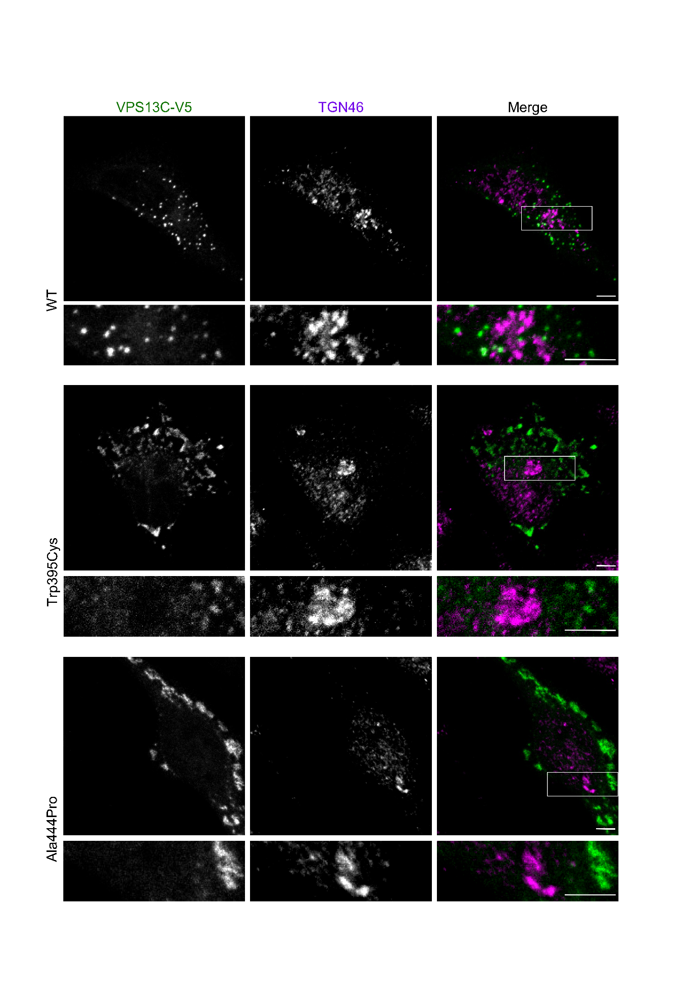 VPS13C-V5 TGN46 Merge
WT
Trp395Cys
Ala444Pro